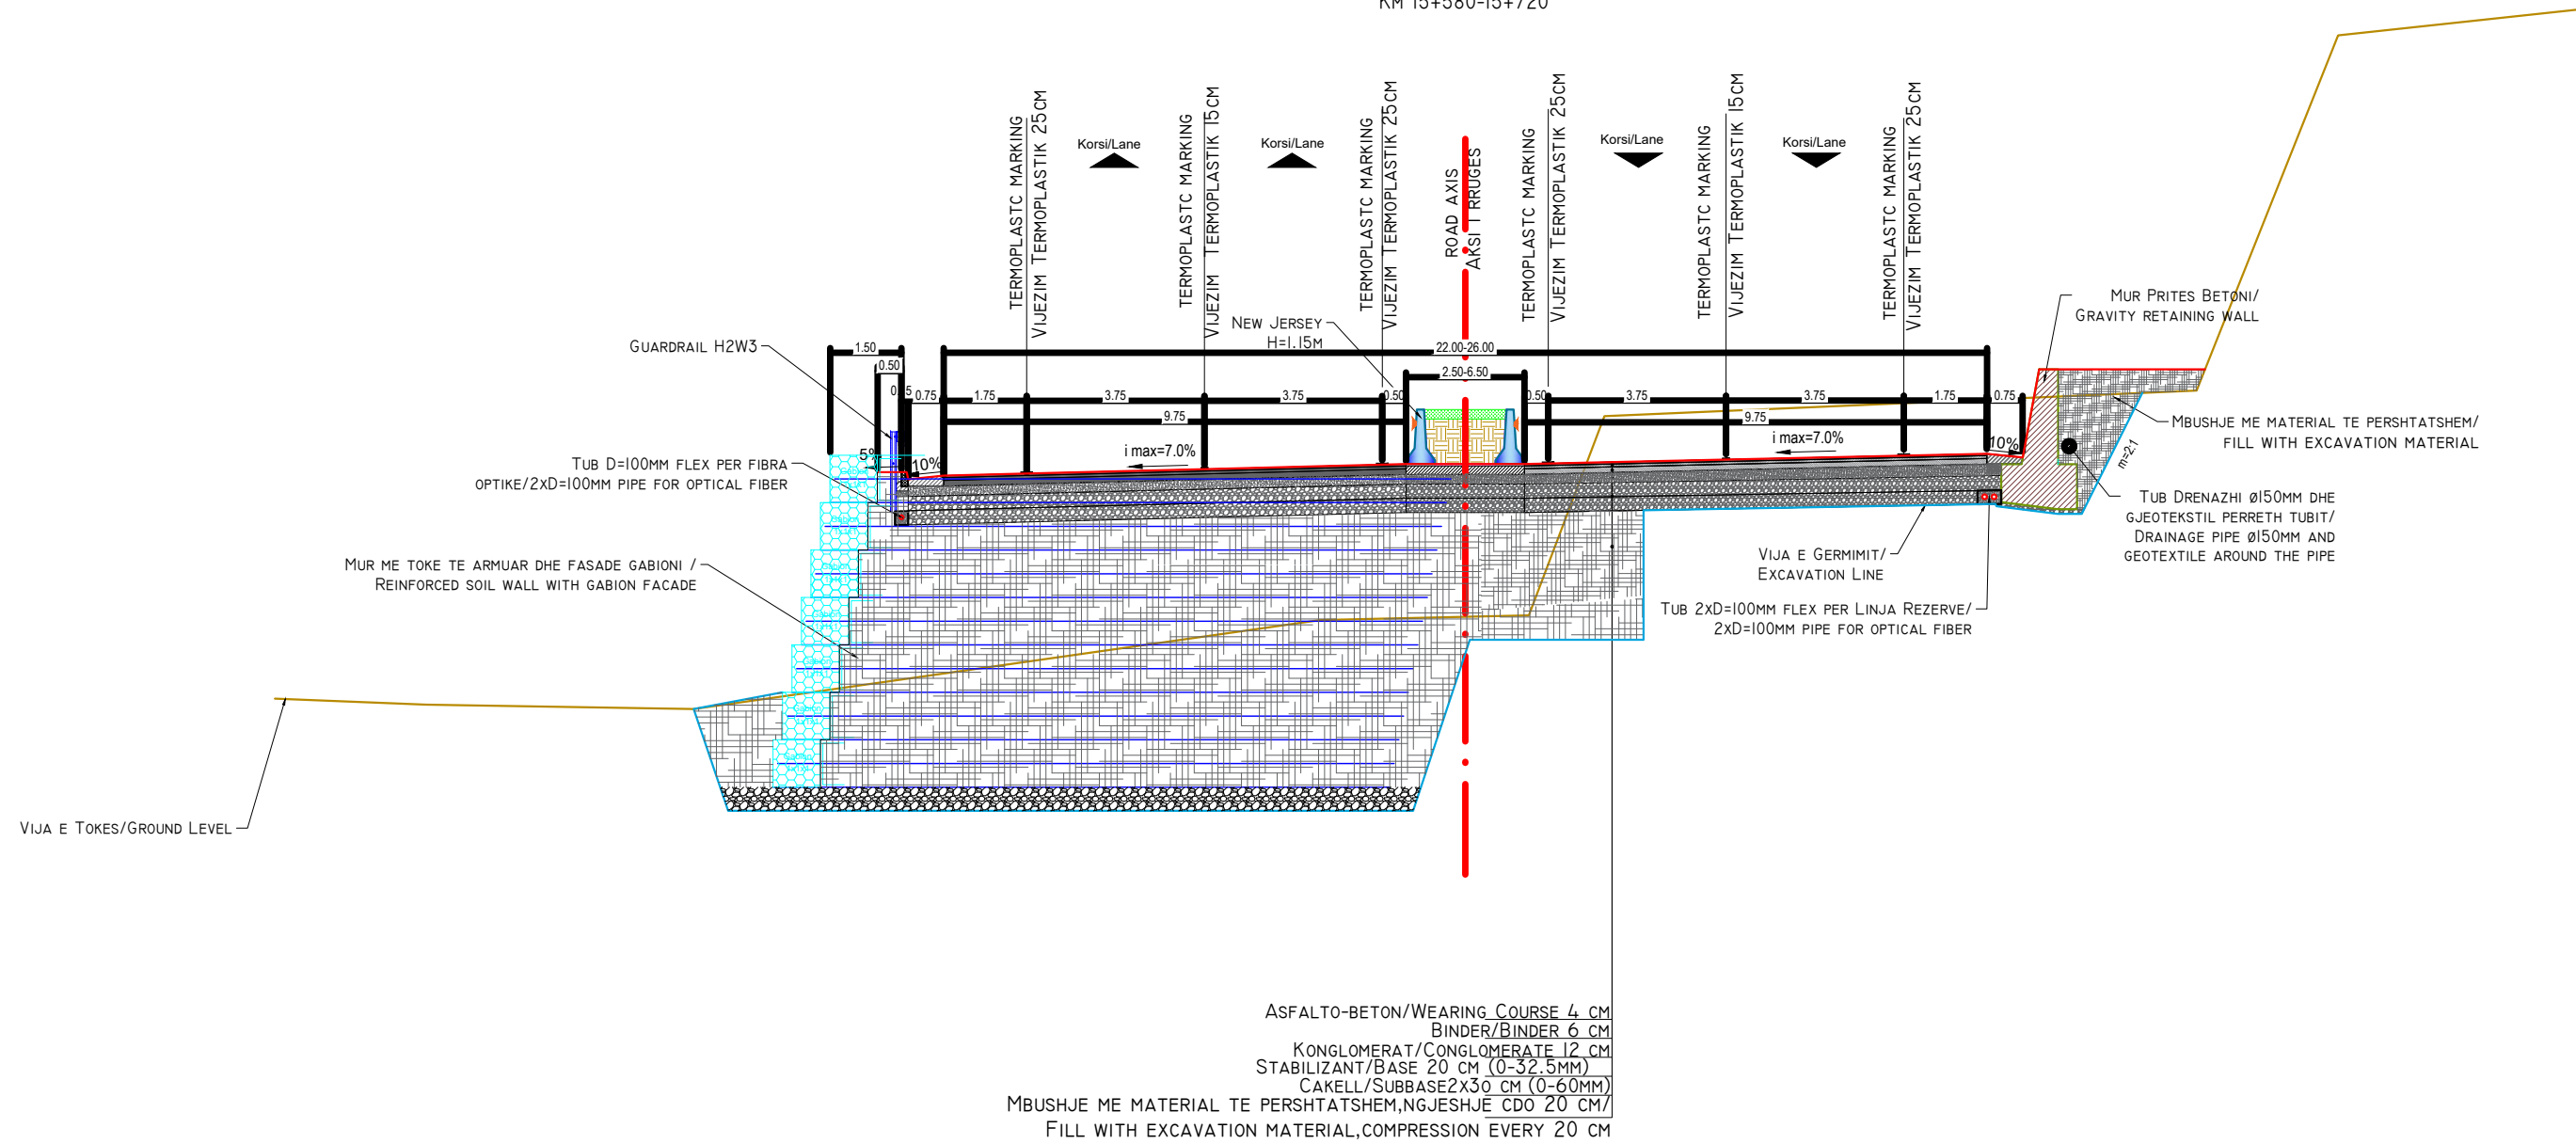 KM 15+580-15+720
TERMOPLASTC MARKING
VIJEZIM TERMOPLASTIK 25CM
Korsi/Lane
TERMOPLASTC MARKING
VIJEZIM TERMOPLASTIK 15CM
Korsi/Lane
TERMOPLASTC MARKING
VIJEZIM TERMOPLASTIK 25CM
ROAD AXIS
AKSI I RRUGES
TERMOPLASTC MARKING
VIJEZIM TERMOPLASTIK 25CM
Korsi/Lane
TERMOPLASTC MARKING
VIJEZIM TERMOPLASTIK 15CM
Korsi/Lane
TERMOPLASTC MARKING
VIJEZIM TERMOPLASTIK 25CM
MUR PRITES BETONI/
GRAVITY RETAINING WALL
NEW JERSEY
H=1.15M
GUARDRAIL H2W3
1.50
22.00-26.00
0.50
2.50-6.50
0.75
1.75
3.75
3.75
0.50
0.50
3.75
3.75
1.75
0.75
9.75
9.75
i max=7.0%
i max=7.0%
5%
10%
10%
MBUSHJE ME MATERIAL TE PERSHTATSHEM/
FILL WITH EXCAVATION MATERIAL
m=2:1
TUB D=100MM FLEX PER FIBRA
OPTIKE/2XD=100MM PIPE FOR OPTICAL FIBER
TUB DRENAZHI Ø150MM DHE
GJEOTEKSTIL PERRETH TUBIT/
DRAINAGE PIPE Ø150MM AND
GEOTEXTILE AROUND THE PIPE
MUR ME TOKE TE ARMUAR DHE FASADE GABIONI /
REINFORCED SOIL WALL WITH GABION FACADE
VIJA E GERMIMIT/
EXCAVATION LINE
TUB 2XD=100MM FLEX PER LINJA REZERVE/
2XD=100MM PIPE FOR OPTICAL FIBER
VIJA E TOKES/GROUND LEVEL
ASFALTO-BETON/WEARING COURSE 4 CM
BINDER/BINDER 6 CM
KONGLOMERAT/CONGLOMERATE 12 CM
STABILIZANT/BASE 20 CM (0-32.5MM)
CAKELL/SUBBASE2X30 CM (0-60MM)
MBUSHJE ME MATERIAL TE PERSHTATSHEM,NGJESHJE CDO 20 CM/
FILL WITH EXCAVATION MATERIAL,COMPRESSION EVERY 20 CM